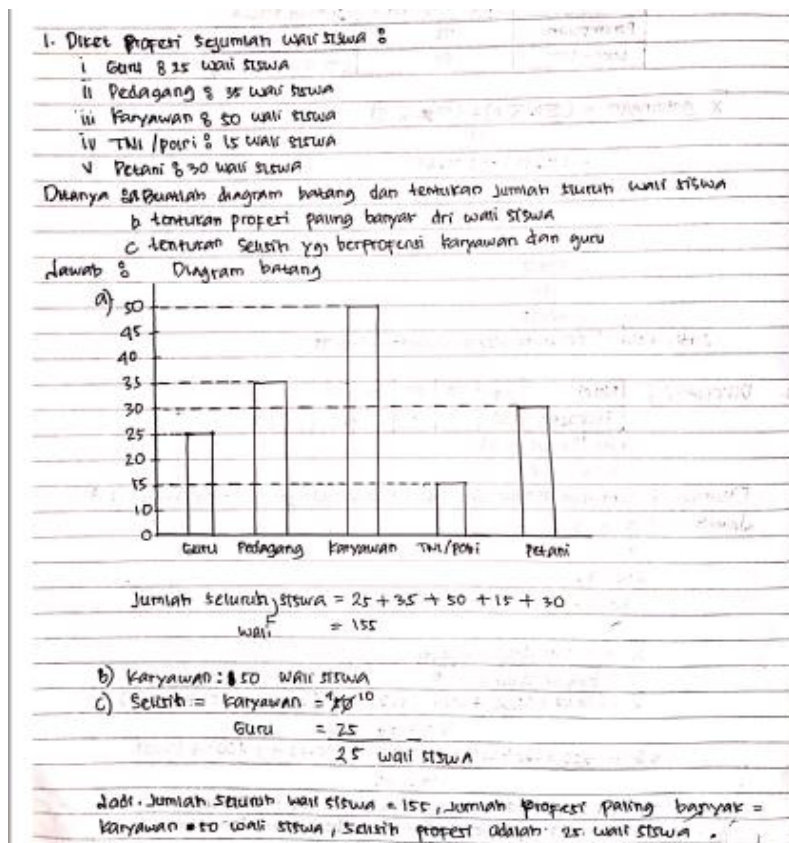 1. Diket profesi sejumlah wali siswa :
i Guru : 25 wali siswa
ii Pedagang : 35 wali siswa
iii Karyawan : 50 wali siswa
iv TNI/polri : 15 wali siswa
v Petani : 30 wali siswa
Ditanya : a Buatlah diagram batang dan tentukan jumlah sluruh wali siswa
b tentukan profesi paling banyak dri wali siswa
c tentukan selisih yg berprofensi karyawan dan guru
Jawab : Diagram batang
a)
50
45
40
35
30
25
20
15
10
0
Guru Pedagang Karyawan TNI/Polri Petani
Jumlah seluruh siswa = 25 + 35 + 50 + 15 + 30
wali = 155
b) Karyawan : 50 wali siswa
c) Selisih = Karyawan = 4 50 10
Guru = 25
25 wali siswa
Jadi. Jumlah seluruh wali siswa = 155, Jumlah profesi paling banyak =
karyawan = 50 wali siswa, selisih profesi adalah 25 wali siswa.